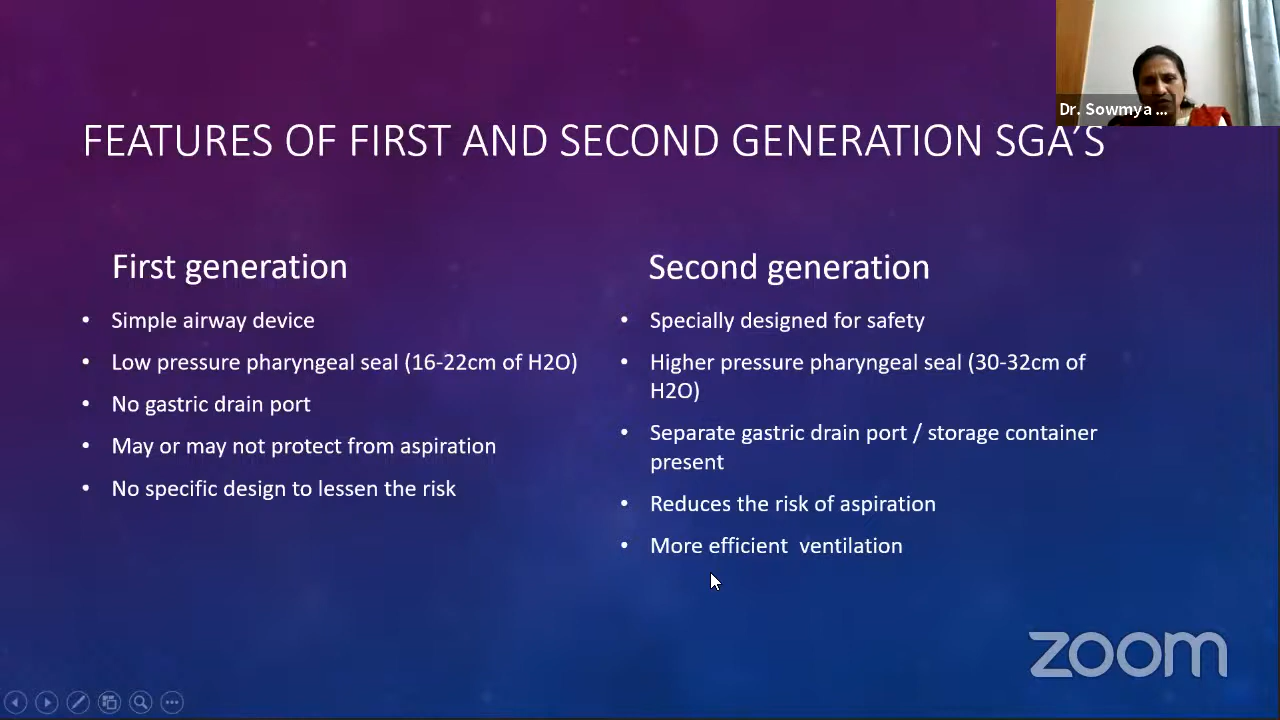 Dr. Sowmya ...
FEATURES OF FIRST AND SECOND GENERATION SGA'S
First generation
• Simple airway device
• Low pressure pharyngeal seal (16-22cm of H2O)
• No gastric drain port
• May or may not protect from aspiration
• No specific design to lessen the risk
Second generation
• Specially designed for safety
• Higher pressure pharyngeal seal (30-32cm of
H2O)
• Separate gastric drain port / storage container
present
• Reduces the risk of aspiration
• More efficient  ventilation
zoom